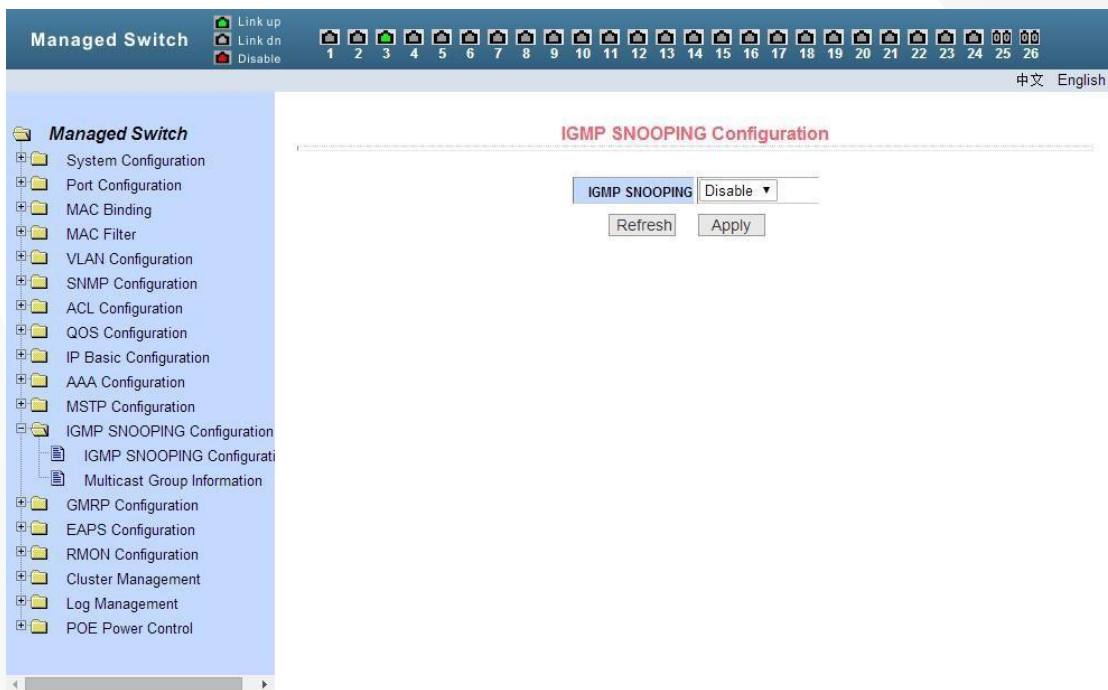 Managed Switch
Link up
Link dn
Disable
1 2 3 4 5 6 7 8 9 10 11 12 13 14 15 16 17 18 19 20 21 22 23 24 25 26
中文 English
Managed Switch
System Configuration
Port Configuration
MAC Binding
MAC Filter
VLAN Configuration
SNMP Configuration
ACL Configuration
QOS Configuration
IP Basic Configuration
AAA Configuration
MSTP Configuration
IGMP SNOOPING Configuration
IGMP SNOOPING Configurati
Multicast Group Information
GMRP Configuration
EAPS Configuration
RMON Configuration
Cluster Management
Log Management
POE Power Control
IGMP SNOOPING Configuration
IGMP SNOOPING Disable
Refresh Apply